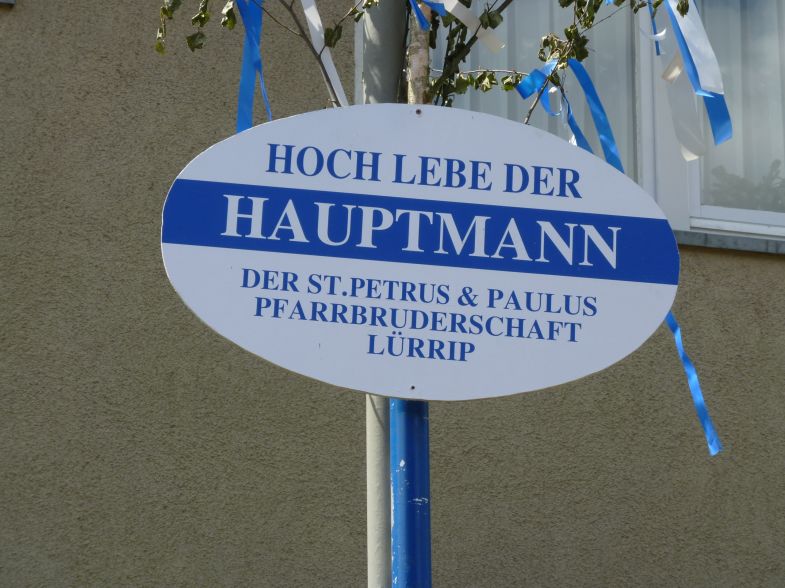 HOCH LEBE DER
HAUPTMANN
DER ST.PETRUS & PAULUS
PFARRBRUDERSCHAFT
LÜRRIP